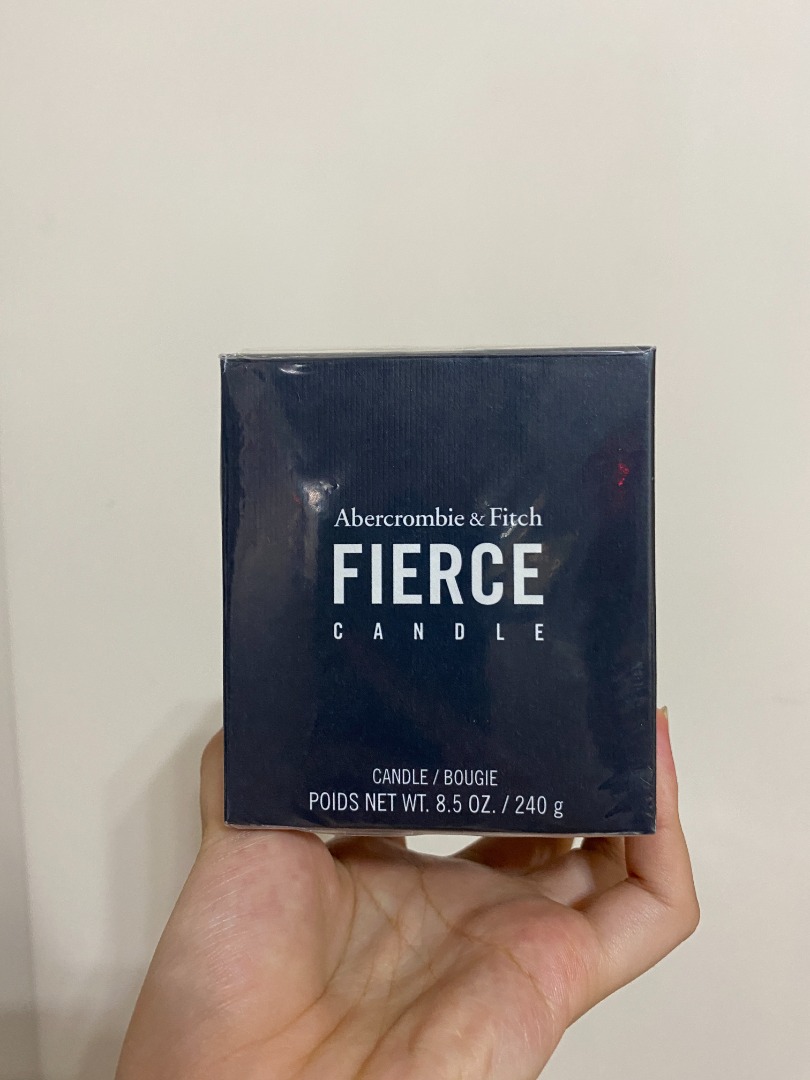 Abercrombie & Fitch
FIERCE
CANDLE
CANDLE / BOUGIE
POIDS NET WT. 8.5 OZ. / 240 g